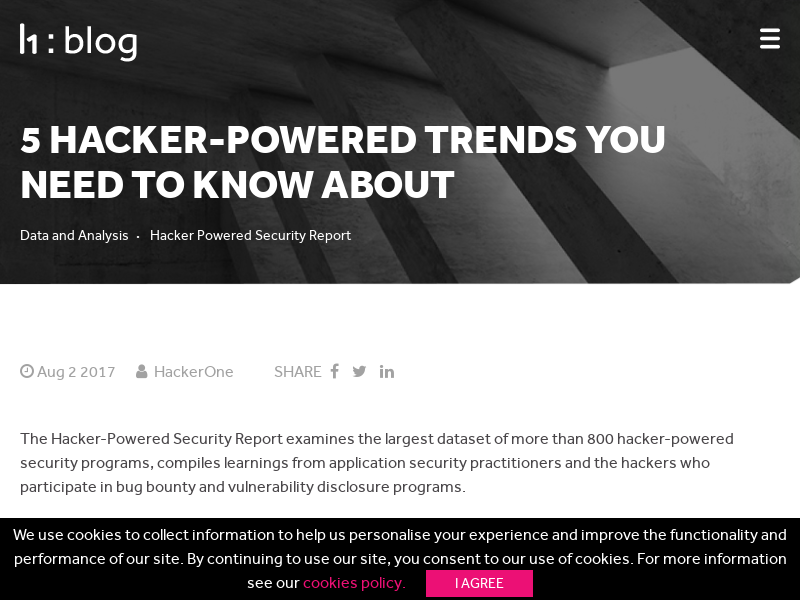 h1 : blog
5 HACKER-POWERED TRENDS YOU
NEED TO KNOW ABOUT
Data and Analysis · Hacker Powered Security Report
Aug 2 2017 HackerOne SHARE
The Hacker-Powered Security Report examines the largest dataset of more than 800 hacker-powered
security programs, compiles learnings from application security practitioners and the hackers who
participate in bug bounty and vulnerability disclosure programs.
We use cookies to collect information to help us personalise your experience and improve the functionality and
performance of our site. By continuing to use our site, you consent to our use of cookies. For more information
see our cookies policy. I AGREE